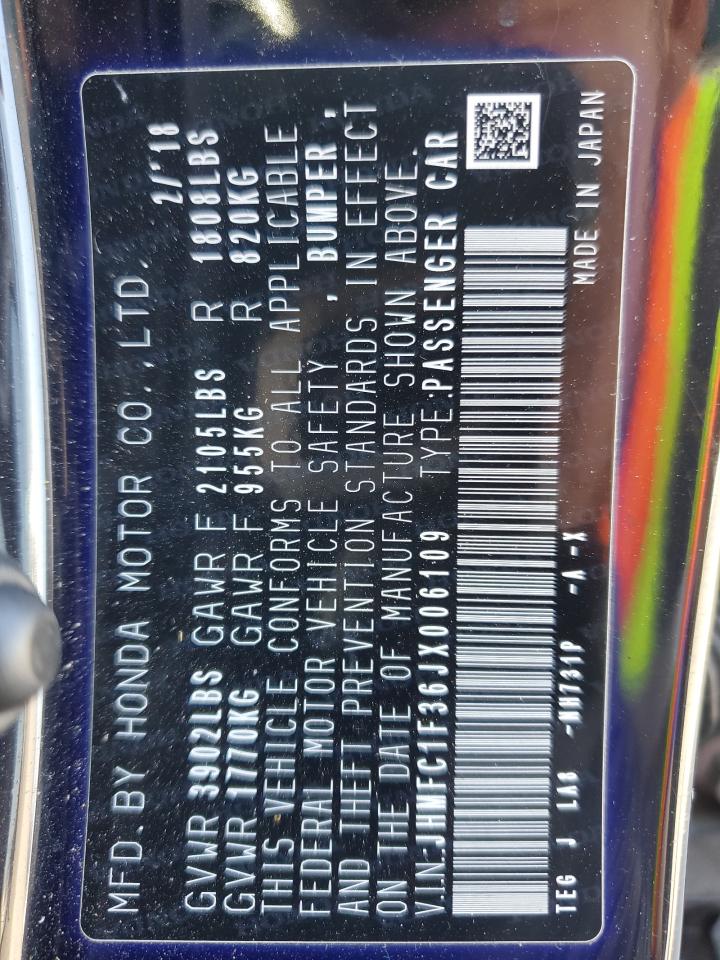 MFD.BY HONDA MOTOR CO.,LTD. 2/'18
GVWR 3902LBS GAWR F 2105LBS R 1808LBS
GVWR 1770KG GAWR F 955KG R 820KG
THIS VEHICLE CONFORMS TO ALL APPLICABLE
FEDERAL MOTOR VEHICLE SAFETY , BUMPER ,
AND THEFT PREVENTION STANDARDS IN EFFECT
ON THE DATE OF MANUFACTURE SHOWN ABOVE.
V.I.N:JHMFC1F36JX006109 TYPE:PASSENGER CAR
TEG J LAB -NH731P -A -X
MADE IN JAPAN